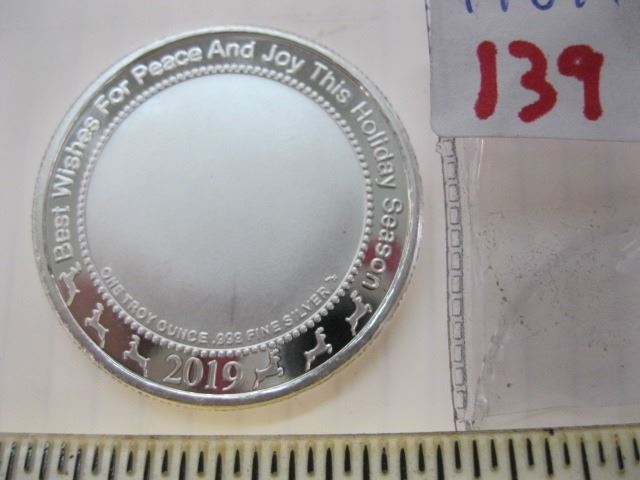 139
Best Wishes For Peace And Joy This Holiday Season
ONE TROY OUNCE .999 FINE SILVER
2019